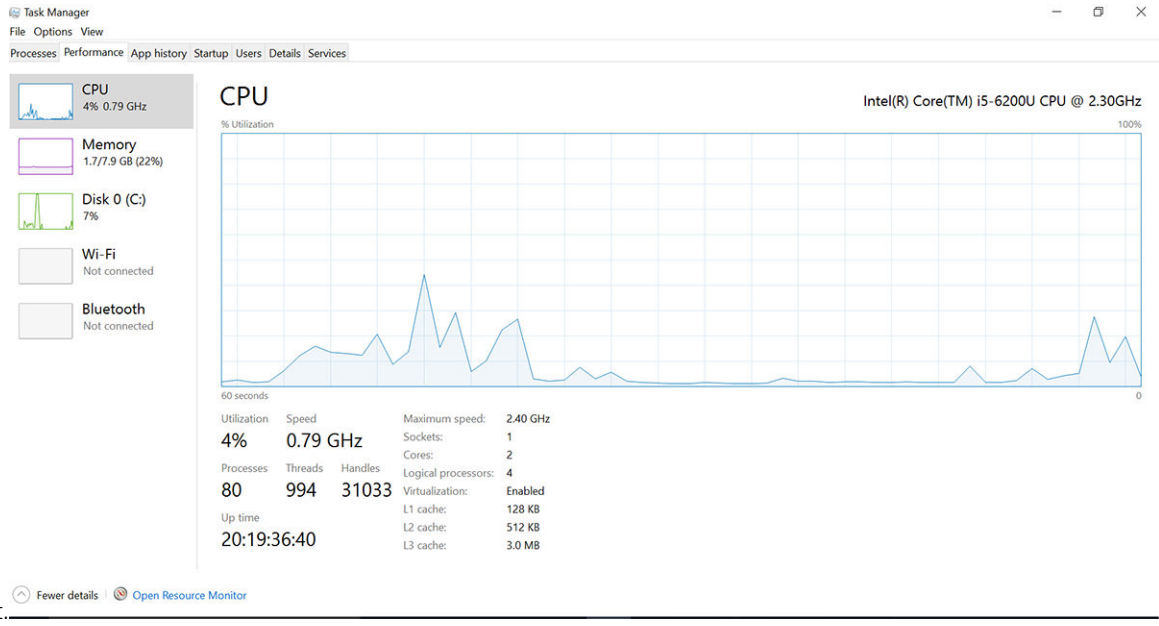 Task Manager
File Options View
Processes Performance App history Startup Users Details Services
CPU
4% 0.79 GHz
Memory
1.7/7.9 GB (22%)
Disk 0 (C:)
7%
Wi-Fi
Not connected
Bluetooth
Not connected
CPU
Intel(R) Core(TM) i5-6200U CPU @ 2.30GHz
% Utilization
100%
60 seconds
0
Utilization Speed
4% 0.79 GHz
Processes Threads Handles
80 994 31033
Up time
20:19:36:40
Maximum speed: 2.40 GHz
Sockets: 1
Cores: 2
Logical processors: 4
Virtualization: Enabled
L1 cache: 128 KB
L2 cache: 512 KB
L3 cache: 3.0 MB
Fewer details
Open Resource Monitor